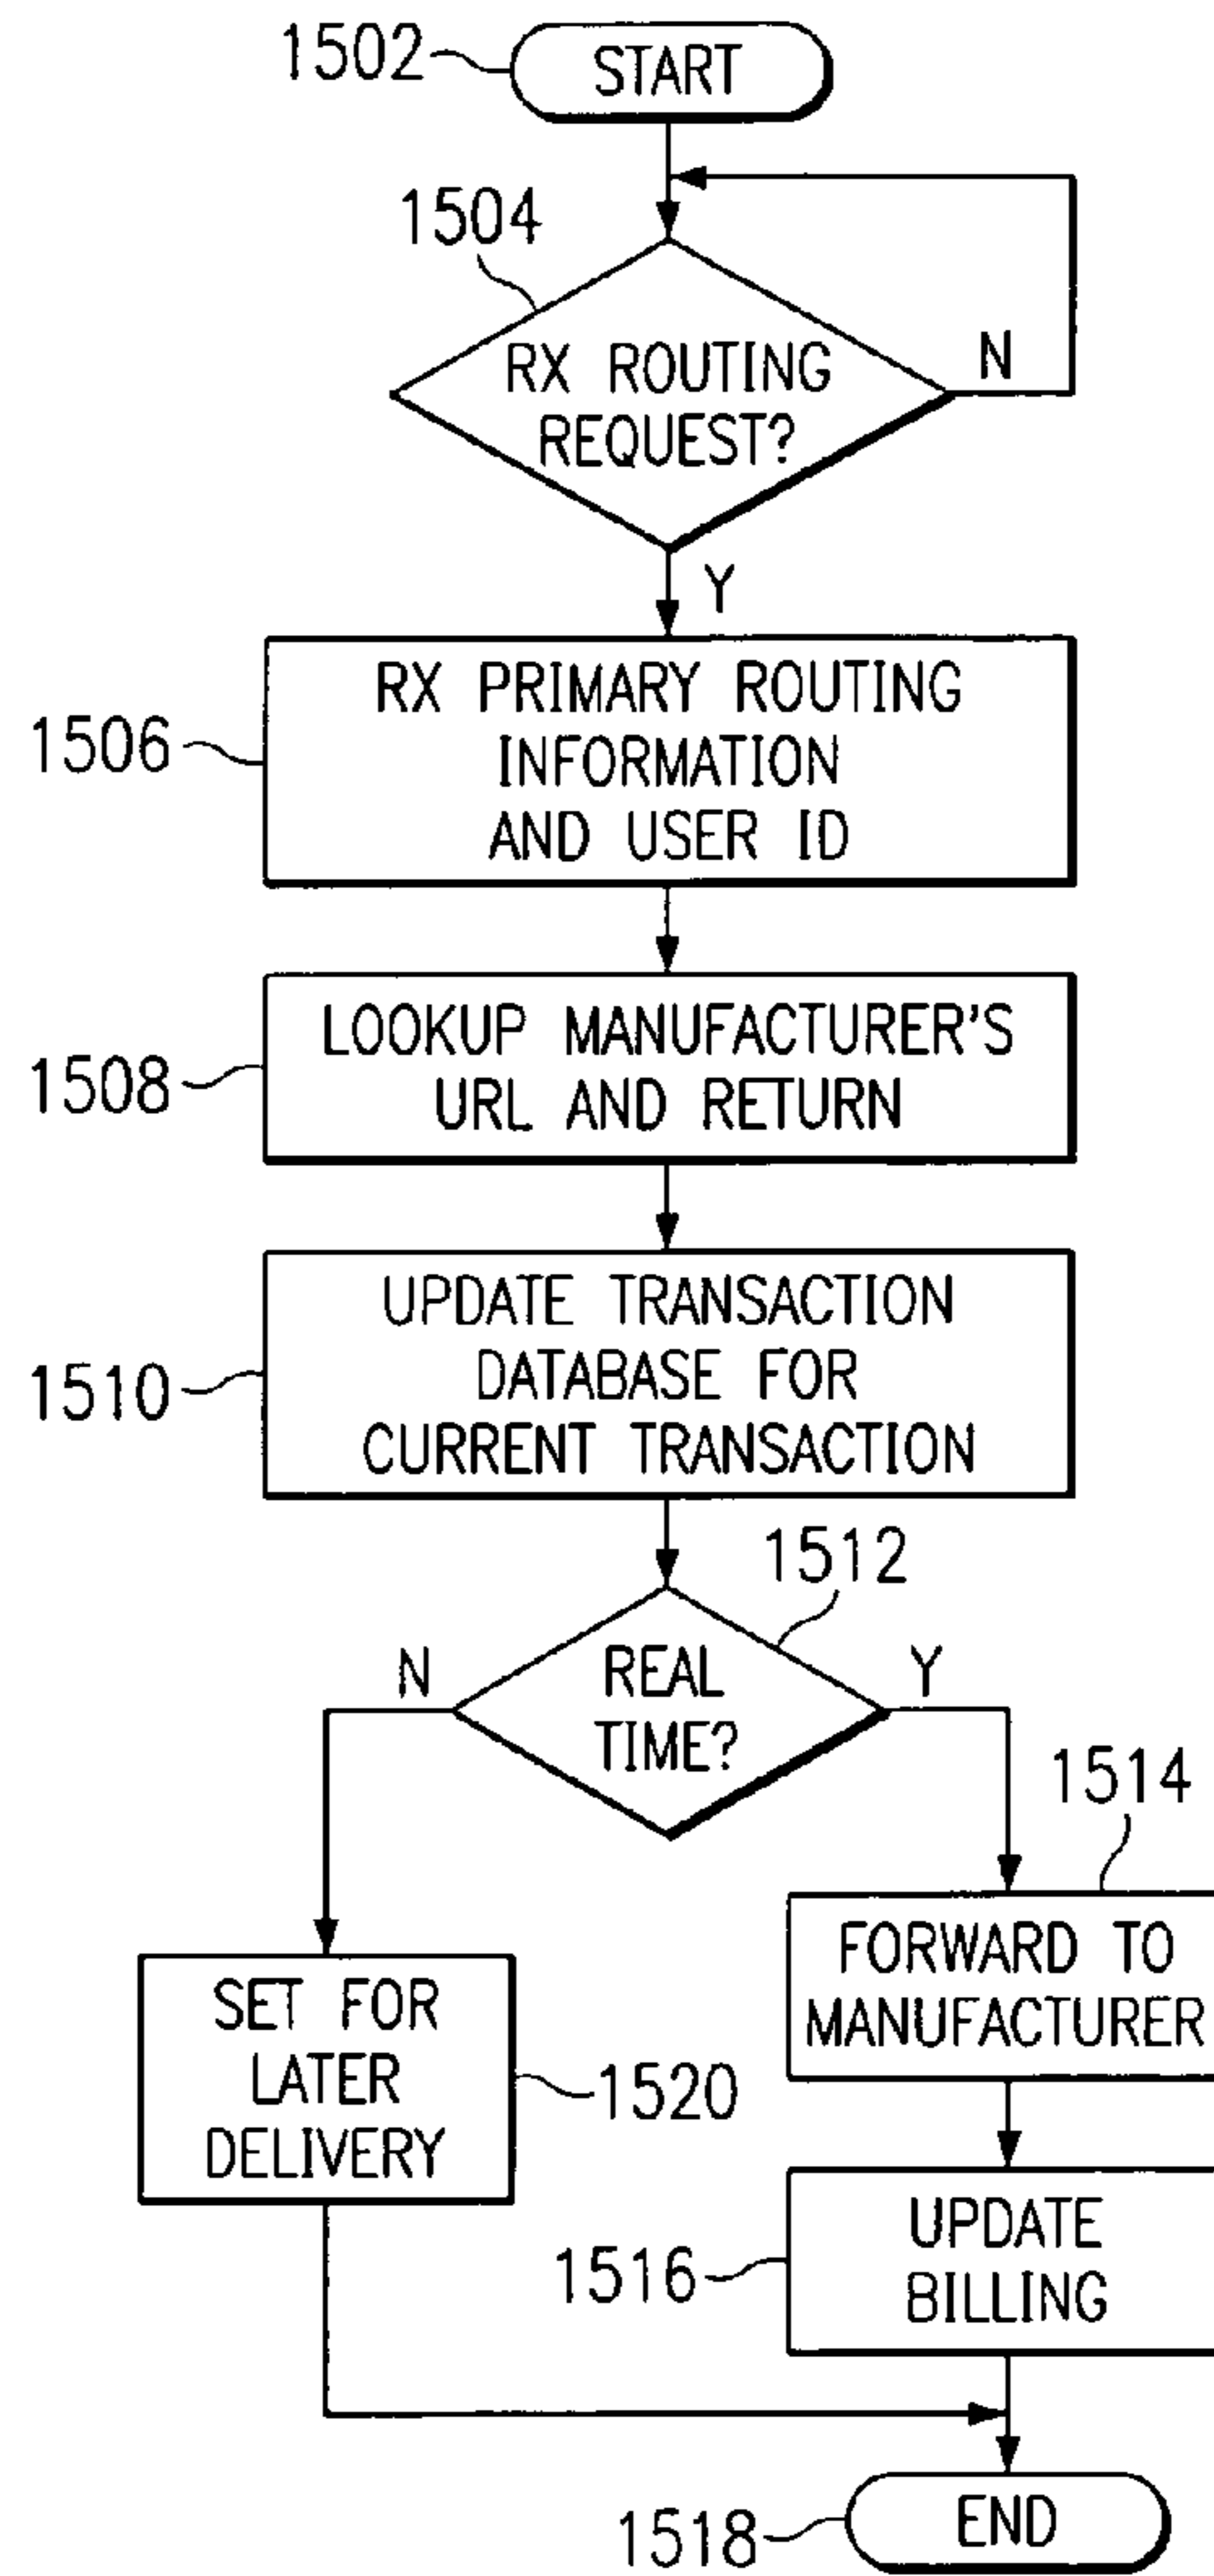 1502
START
1504
RX ROUTING
REQUEST?
N
Y
1506
RX PRIMARY ROUTING
INFORMATION
AND USER ID
1508
LOOKUP MANUFACTURER'S
URL AND RETURN
1510
UPDATE TRANSACTION
DATABASE FOR
CURRENT TRANSACTION
1512
N
REAL
TIME?
Y
1514
FORWARD TO
MANUFACTURER
SET FOR
LATER
DELIVERY
1520
1516
UPDATE
BILLING
1518
END